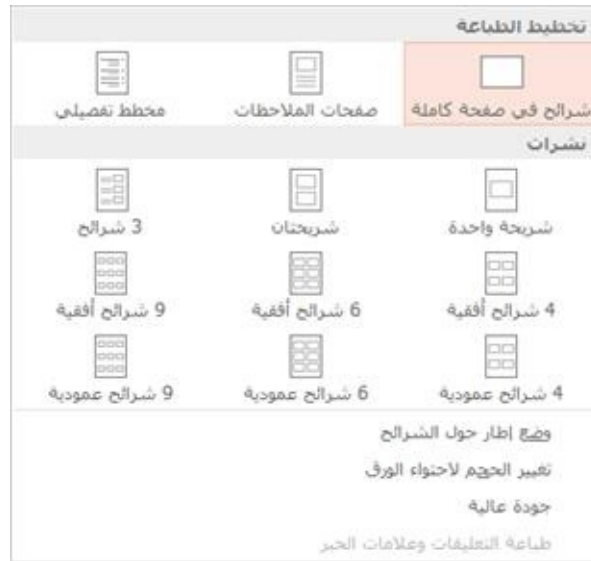 تخطيط الطباعة
شرائح في صفحة كاملة صفحات الملاحظات مخطط تفصيلي
نشرات
شريحة واحدة شريحتان 3 شرائح
4 شرائح أفقية 6 شرائح أفقية 9 شرائح أفقية
4 شرائح عمودية 6 شرائح عمودية 9 شرائح عمودية
وضع إطار حول الشرائح
تغيير الحجم لاحتواء الورق
جودة عالية
طباعة التعليقات وعلامات الحبر